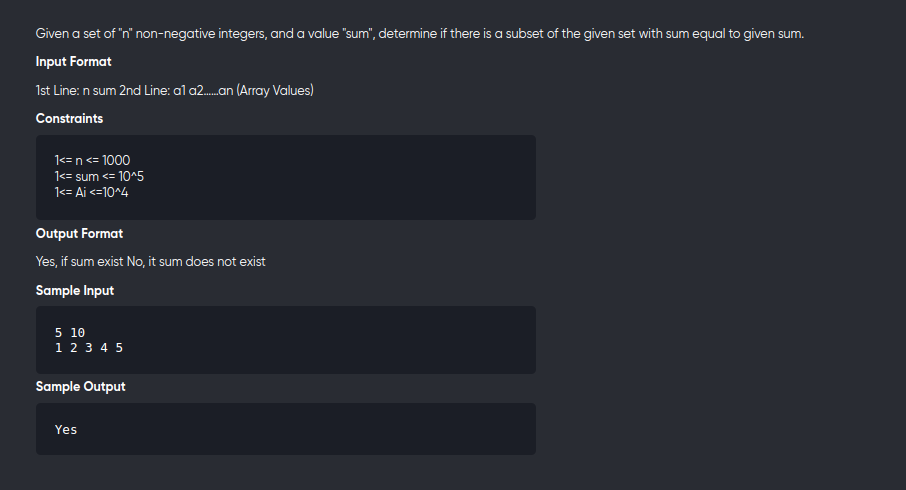 Given a set of "n" non-negative integers, and a value "sum", determine if there is a subset of the given set with sum equal to given sum.
Input Format
1st Line: n sum 2nd Line: a1 a2.....an (Array Values)
Constraints
1<= n <= 1000
1<= sum <= 10^5
1<= Ai <=10^4
Output Format
Yes, if sum exist No, it sum does not exist
Sample Input
5 10
1 2 3 4 5
Sample Output
Yes